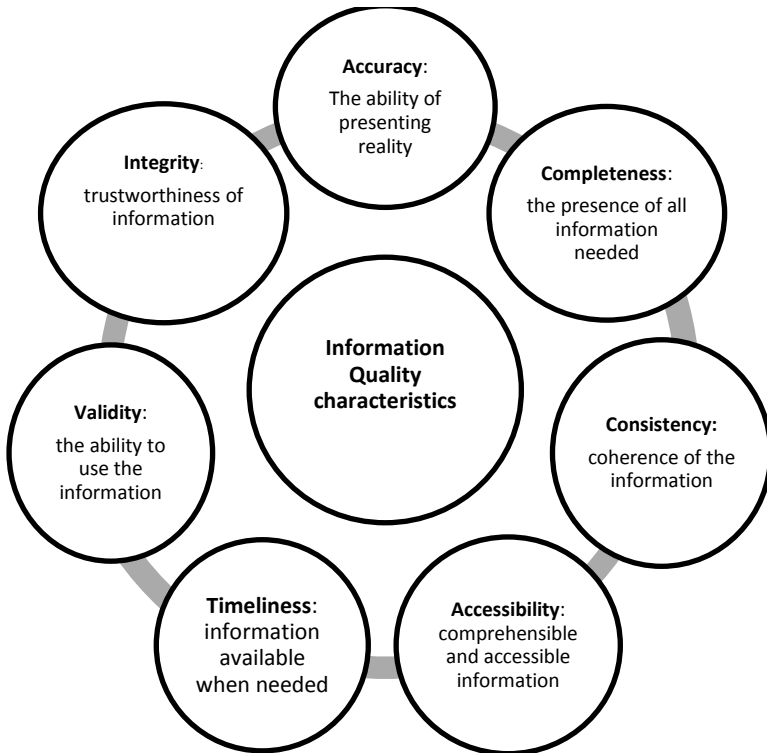 Accuracy:
The ability of
presenting
reality
Completeness:
the presence of all
information
needed
Consistency:
coherence of the
information
Accessibility:
comprehensible
and accessible
information
Timeliness:
information
available
when needed
Validity:
the ability to
use the
information
Integrity:
trustworthiness of
information
Information
Quality
characteristics